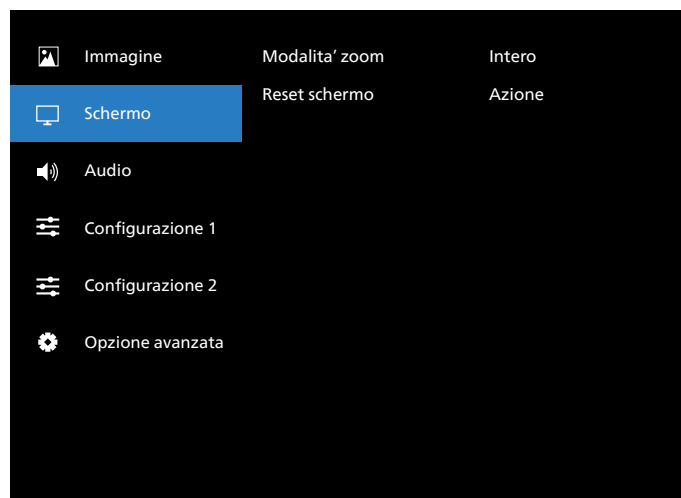 Immagine
Modalita’ zoom
Intero
Reset schermo
Azione
Schermo
Audio
Configurazione 1
Configurazione 2
Opzione avanzata